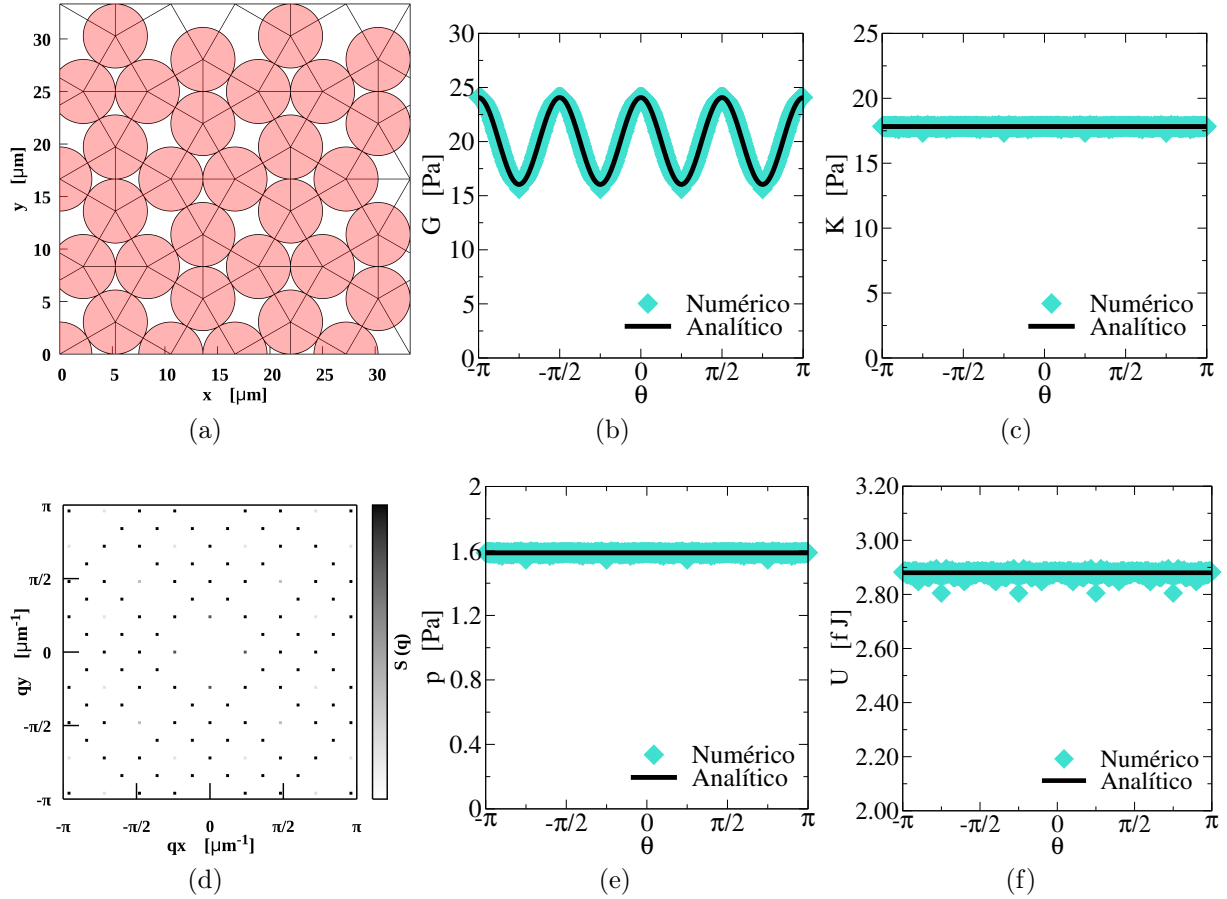 30
25
20
15
10
5
0
y [μm]
0 5 10 15 20 25 30
x [μm]
(a)
30
25
20
15
10
5
0
G [Pa]
-π -π/2 0 π/2 π
θ
Numérico
Analítico
(b)
25
20
15
10
5
0
K [Pa]
-π -π/2 0 π/2 π
θ
Numérico
Analítico
(c)
π
π/2
0
-π/2
-π
qy [μm-1]
-π -π/2 0 π/2 π
qx [μm-1]
S (q)
(d)
2
1.6
1.2
0.8
0.4
0
p [Pa]
-π -π/2 0 π/2 π
θ
Numérico
Analítico
(e)
3.20
3.00
2.80
2.60
2.40
2.20
2.00
U [f J]
-π -π/2 0 π/2 π
θ
Numérico
Analítico
(f)